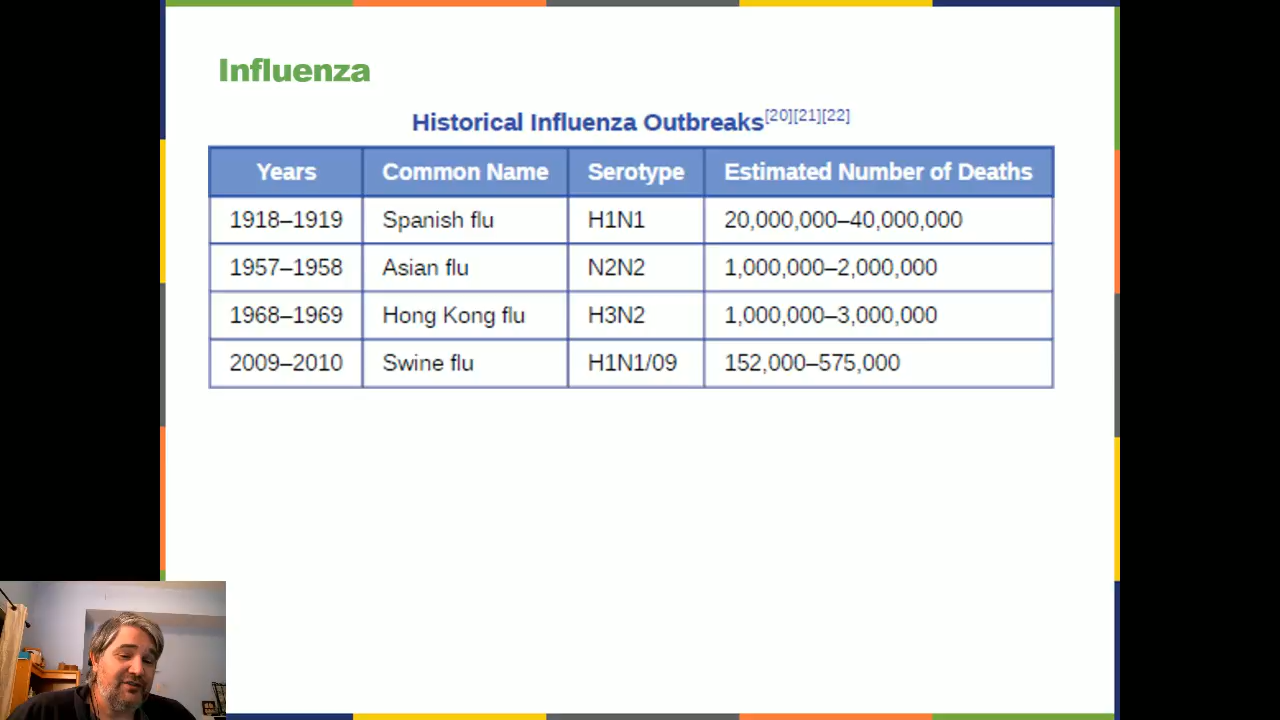 Influenza
Historical Influenza Outbreaks[20][21][22]
Years Common Name Serotype Estimated Number of Deaths
1918–1919 Spanish flu H1N1 20,000,000–40,000,000
1957–1958 Asian flu N2N2 1,000,000–2,000,000
1968–1969 Hong Kong flu H3N2 1,000,000–3,000,000
2009–2010 Swine flu H1N1/09 152,000–575,000